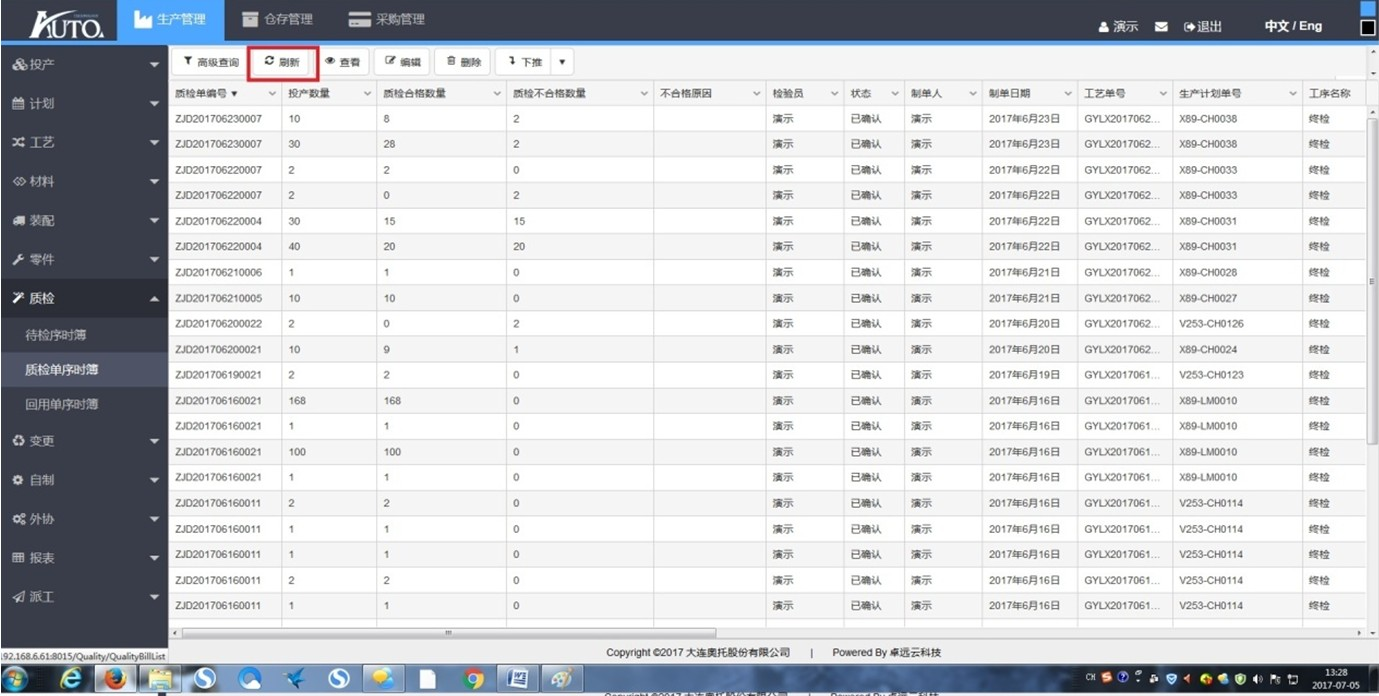 AUTO. 生产管理 仓存管理 采购管理 演示 退出 中文 / Eng
高级查询 刷新 查看 编辑 删除 下推
投产
计划
工艺
材料
装配
零件
质检
待检序时簿
质检单序时簿
回用单序时簿
变更
自制
外协
报表
派工
质检单编号 投产数量 质检合格数量 质检不合格数量 不合格原因 检验员 状态 制单人 制单日期 工艺单号 生产计划单号 工序名称
ZJD201706230007 10 8 2 演示 已确认 演示 2017年6月23日 GYLX2017062... X89-CH0038 终检
ZJD201706230007 30 28 2 演示 已确认 演示 2017年6月23日 GYLX2017062... X89-CH0038 终检
ZJD201706220007 2 2 0 演示 已确认 演示 2017年6月22日 GYLX2017062... X89-CH0033 终检
ZJD201706220007 2 0 2 演示 已确认 演示 2017年6月22日 GYLX2017062... X89-CH0033 终检
ZJD201706220004 30 15 15 演示 已确认 演示 2017年6月22日 GYLX2017062... X89-CH0031 终检
ZJD201706220004 40 20 20 演示 已确认 演示 2017年6月22日 GYLX2017062... X89-CH0031 终检
ZJD201706210006 1 1 0 演示 已确认 演示 2017年6月21日 GYLX2017062... X89-CH0028 终检
ZJD201706210005 10 10 0 演示 已确认 演示 2017年6月21日 GYLX2017062... X89-CH0027 终检
ZJD201706200022 2 0 2 演示 已确认 演示 2017年6月20日 GYLX2017062... V253-CH0126 终检
ZJD201706200021 10 9 1 演示 已确认 演示 2017年6月20日 GYLX2017062... X89-CH0024 终检
ZJD201706190021 2 2 0 演示 已确认 演示 2017年6月19日 GYLX2017061... V253-CH0123 终检
ZJD201706160021 168 168 0 演示 已确认 演示 2017年6月16日 GYLX2017061... X89-LM0010 终检
ZJD201706160021 1 1 0 演示 已确认 演示 2017年6月16日 GYLX2017061... X89-LM0010 终检
ZJD201706160021 100 100 0 演示 已确认 演示 2017年6月16日 GYLX2017061... X89-LM0010 终检
ZJD201706160021 1 1 0 演示 已确认 演示 2017年6月16日 GYLX2017061... X89-LM0010 终检
ZJD201706160011 2 2 0 演示 已确认 演示 2017年6月16日 GYLX2017061... V253-CH0114 终检
ZJD201706160011 1 1 0 演示 已确认 演示 2017年6月16日 GYLX2017061... V253-CH0114 终检
ZJD201706160011 1 1 0 演示 已确认 演示 2017年6月16日 GYLX2017061... V253-CH0114 终检
ZJD201706160011 2 2 0 演示 已确认 演示 2017年6月16日 GYLX2017061... V253-CH0114 终检
ZJD201706160011 1 1 0 演示 已确认 演示 2017年6月16日 GYLX2017061... V253-CH0114 终检
Copyright ©2017 大连奥托股份有限公司 | Powered By 卓远云科技
92.168.6.61:8015/Quality/QualityBillList
CH 13:28
2017-07-05